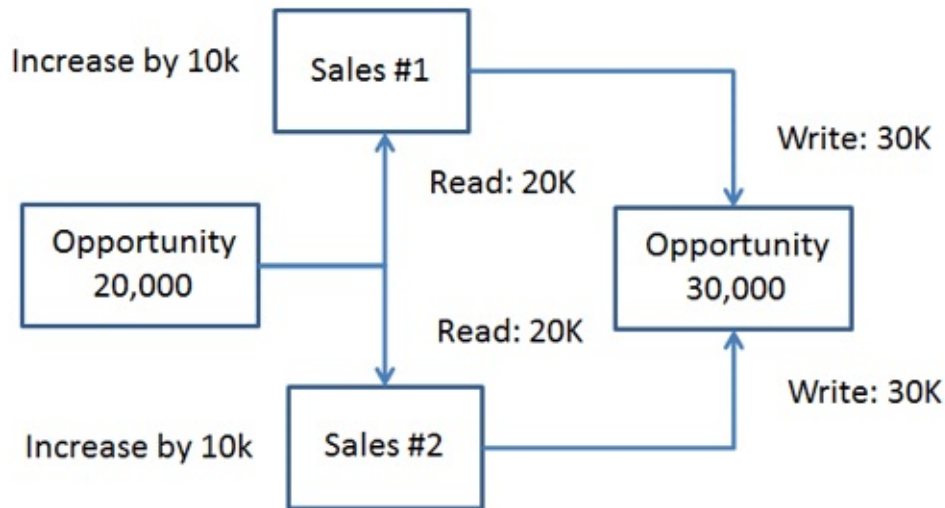 Increase by 10k
Sales #1
Write: 30K
Read: 20K
Opportunity
20,000
Opportunity
30,000
Read: 20K
Write: 30K
Increase by 10k
Sales #2